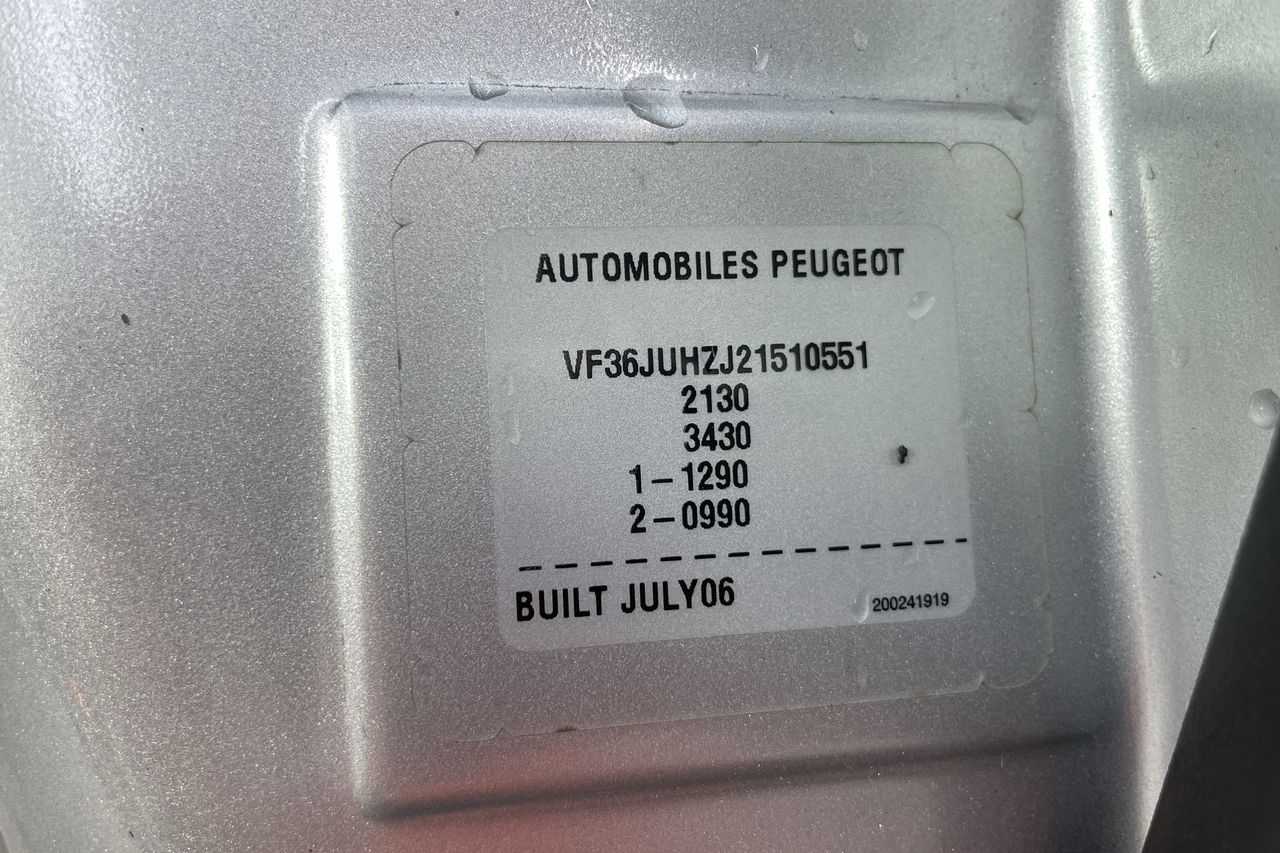 AUTOMOBILES PEUGEOT
VF36JUHZJ21510551
2130
3430
1–1290
2–0990
BUILT JULY06
200241919